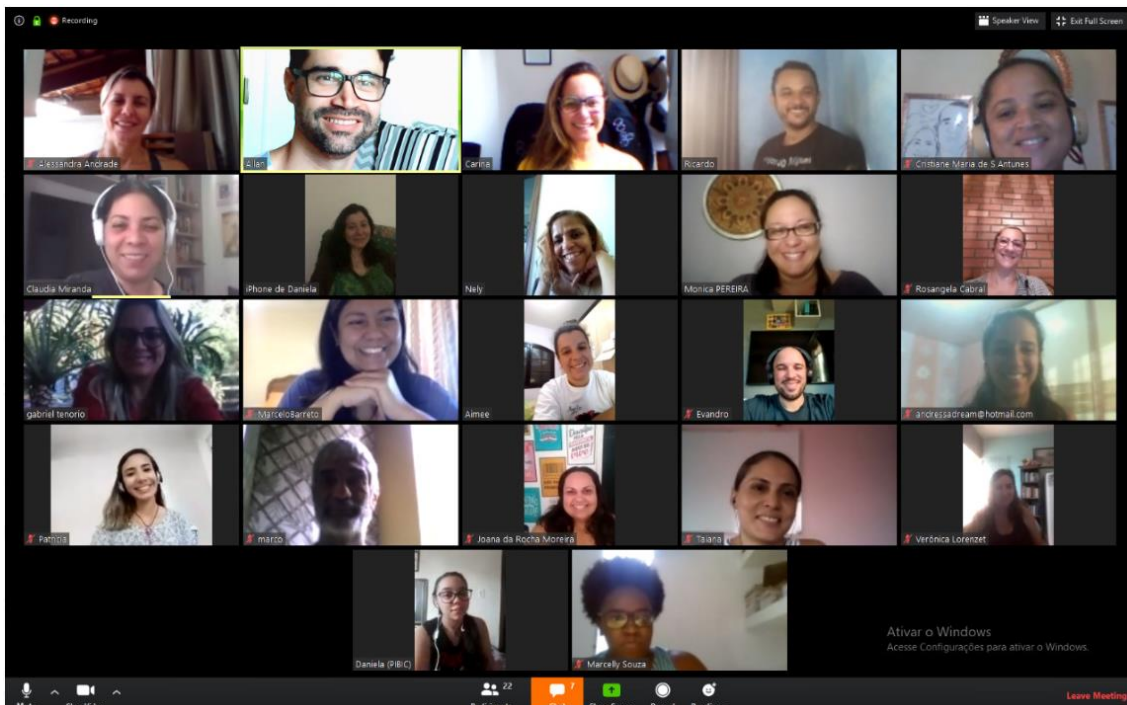 Recording
Speaker View
Exit Full Screen
Alessandra Andrade
Allan
Carina
Ricardo
Cristiane Maria de S Antunes
Claudia Miranda
iPhone de Daniela
Nely
Monica PEREIRA
Rosangela Cabral
gabriel tenorio
MarceloBarreto
Aimee
Evandro
andressadream@hotmail.com
Patricia
marco
Joana da Rocha Moreira
Taiana
Verônica Lorenzet
Daniela (PIBIC)
Marcelly Souza
Ativar o Windows
Acesse Configurações para ativar o Windows.
22
7
Leave Meeting